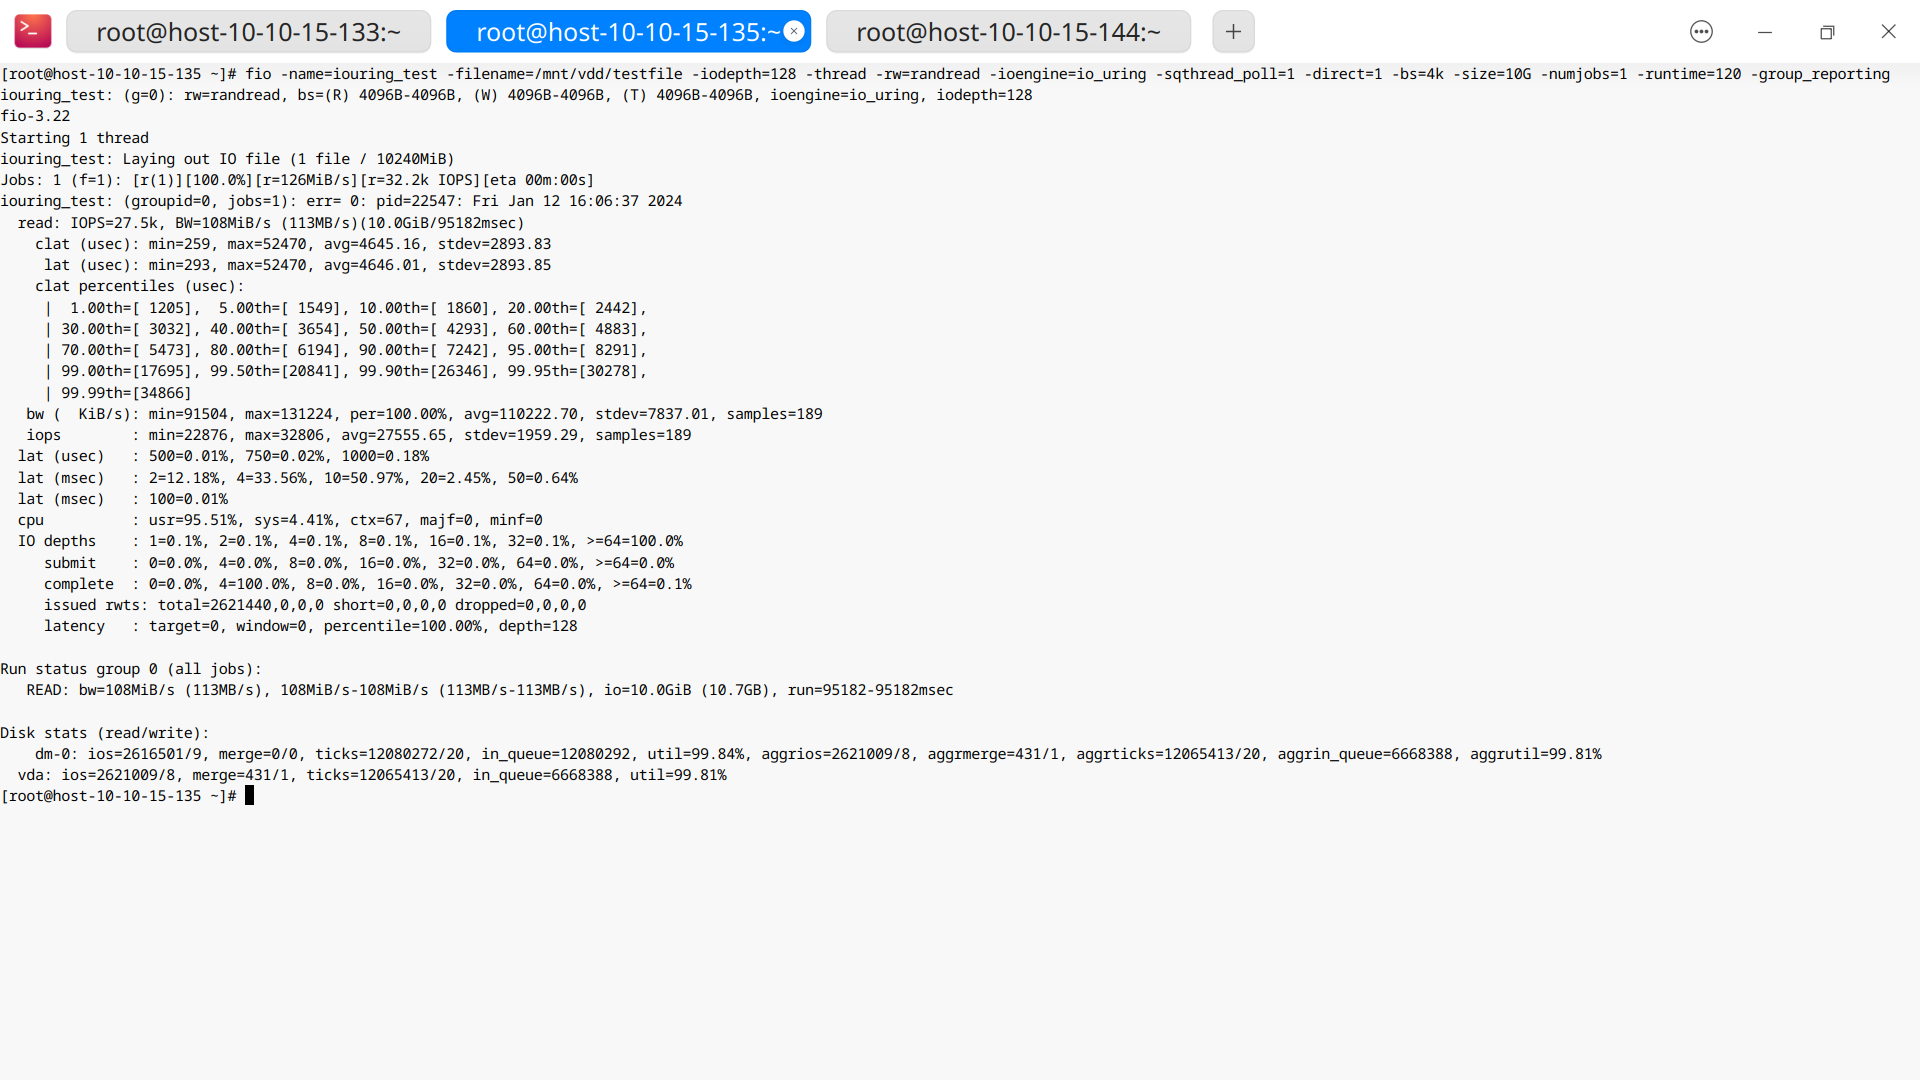 root@host-10-10-15-133:~
root@host-10-10-15-135:~
root@host-10-10-15-144:~
[root@host-10-10-15-135 ~]# fio -name=iouring_test -filename=/mnt/vdd/testfile -iodepth=128 -thread -rw=randread -ioengine=io_uring -sqthread_poll=1 -direct=1 -bs=4k -size=10G -numjobs=1 -runtime=120 -group_reporting
iouring_test: (g=0): rw=randread, bs=(R) 4096B-4096B, (W) 4096B-4096B, (T) 4096B-4096B, ioengine=io_uring, iodepth=128
fio-3.22
Starting 1 thread
iouring_test: Laying out IO file (1 file / 10240MiB)
Jobs: 1 (f=1): [r(1)][100.0%][r=126MiB/s][r=32.2k IOPS][eta 00m:00s]
iouring_test: (groupid=0, jobs=1): err= 0: pid=22547: Fri Jan 12 16:06:37 2024
  read: IOPS=27.5k, BW=108MiB/s (113MB/s)(10.0GiB/95182msec)
    clat (usec): min=259, max=52470, avg=4645.16, stdev=2893.83
     lat (usec): min=293, max=52470, avg=4646.01, stdev=2893.85
    clat percentiles (usec):
     |  1.00th=[ 1205],  5.00th=[ 1549], 10.00th=[ 1860], 20.00th=[ 2442],
     | 30.00th=[ 3032], 40.00th=[ 3654], 50.00th=[ 4293], 60.00th=[ 4883],
     | 70.00th=[ 5473], 80.00th=[ 6194], 90.00th=[ 7242], 95.00th=[ 8291],
     | 99.00th=[17695], 99.50th=[20841], 99.90th=[26346], 99.95th=[30278],
     | 99.99th=[34866]
   bw (  KiB/s): min=91504, max=131224, per=100.00%, avg=110222.70, stdev=7837.01, samples=189
   iops        : min=22876, max=32806, avg=27555.65, stdev=1959.29, samples=189
  lat (usec)   : 500=0.01%, 750=0.02%, 1000=0.18%
  lat (msec)   : 2=12.18%, 4=33.56%, 10=50.97%, 20=2.45%, 50=0.64%
  lat (msec)   : 100=0.01%
  cpu          : usr=95.51%, sys=4.41%, ctx=67, majf=0, minf=0
  IO depths    : 1=0.1%, 2=0.1%, 4=0.1%, 8=0.1%, 16=0.1%, 32=0.1%, >=64=100.0%
     submit    : 0=0.0%, 4=0.0%, 8=0.0%, 16=0.0%, 32=0.0%, 64=0.0%, >=64=0.0%
     complete  : 0=0.0%, 4=100.0%, 8=0.0%, 16=0.0%, 32=0.0%, 64=0.0%, >=64=0.1%
     issued rwts: total=2621440,0,0,0 short=0,0,0,0 dropped=0,0,0,0
     latency   : target=0, window=0, percentile=100.00%, depth=128
Run status group 0 (all jobs):
   READ: bw=108MiB/s (113MB/s), 108MiB/s-108MiB/s (113MB/s-113MB/s), io=10.0GiB (10.7GB), run=95182-95182msec
Disk stats (read/write):
    dm-0: ios=2616501/9, merge=0/0, ticks=12080272/20, in_queue=12080292, util=99.84%, aggrios=2621009/8, aggrmerge=431/1, aggrticks=12065413/20, aggrin_queue=6668388, aggrutil=99.81%
  vda: ios=2621009/8, merge=431/1, ticks=12065413/20, in_queue=6668388, util=99.81%
[root@host-10-10-15-135 ~]#